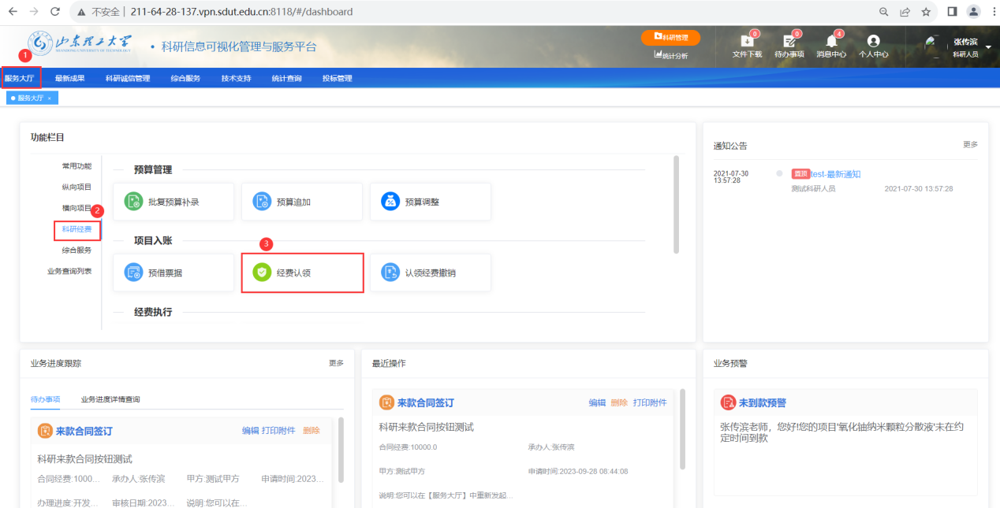 不安全 211-64-28-137.vpn.sdut.edu.cn:8118/#/dashboard
山东理工大学
SHANDONG UNIVERSITY OF TECHNOLOGY
• 科研信息可视化管理与服务平台
科研管理
统计分析
0
文件下载
0
待办事项
4
消息中心
个人中心
张传滨
科研人员
1
服务大厅 最新成果 科研诚信管理 综合服务 技术支持 统计查询 投标管理
服务大厅 ×
功能栏目
常用功能
纵向项目
横向项目
2
科研经费
综合服务
业务查询列表
预算管理
批复预算补录 预算追加 预算调整
项目入账
3
预借票据 经费认领 认领经费撤销
经费执行
通知公告 更多
2021-07-30
13:57:28
置顶 test-最新通知
测试科研人员 2021-07-30 13:57:28
业务进度跟踪 更多
待办事项 业务进度详情查询
来款合同签订 编辑 打印附件 删除
科研来款合同按钮测试
合同经费:1000... 承办人:张传滨 甲方:测试甲方 申请时间:2023...
办理进度:开发... 审核日期:2023... 说明:您可以在...
最近操作
来款合同签订 编辑 删除 打印附件
科研来款合同按钮测试
合同经费:10000.0 承办人:张传滨
甲方:测试甲方 申请时间:2023-09-28 08:44:08
说明:您可以在【服务大厅】中重新发起...
业务预警
未到款预警
张传滨老师，您好!您的项目'氧化铀纳米颗粒分散液'未在约
定时间到款